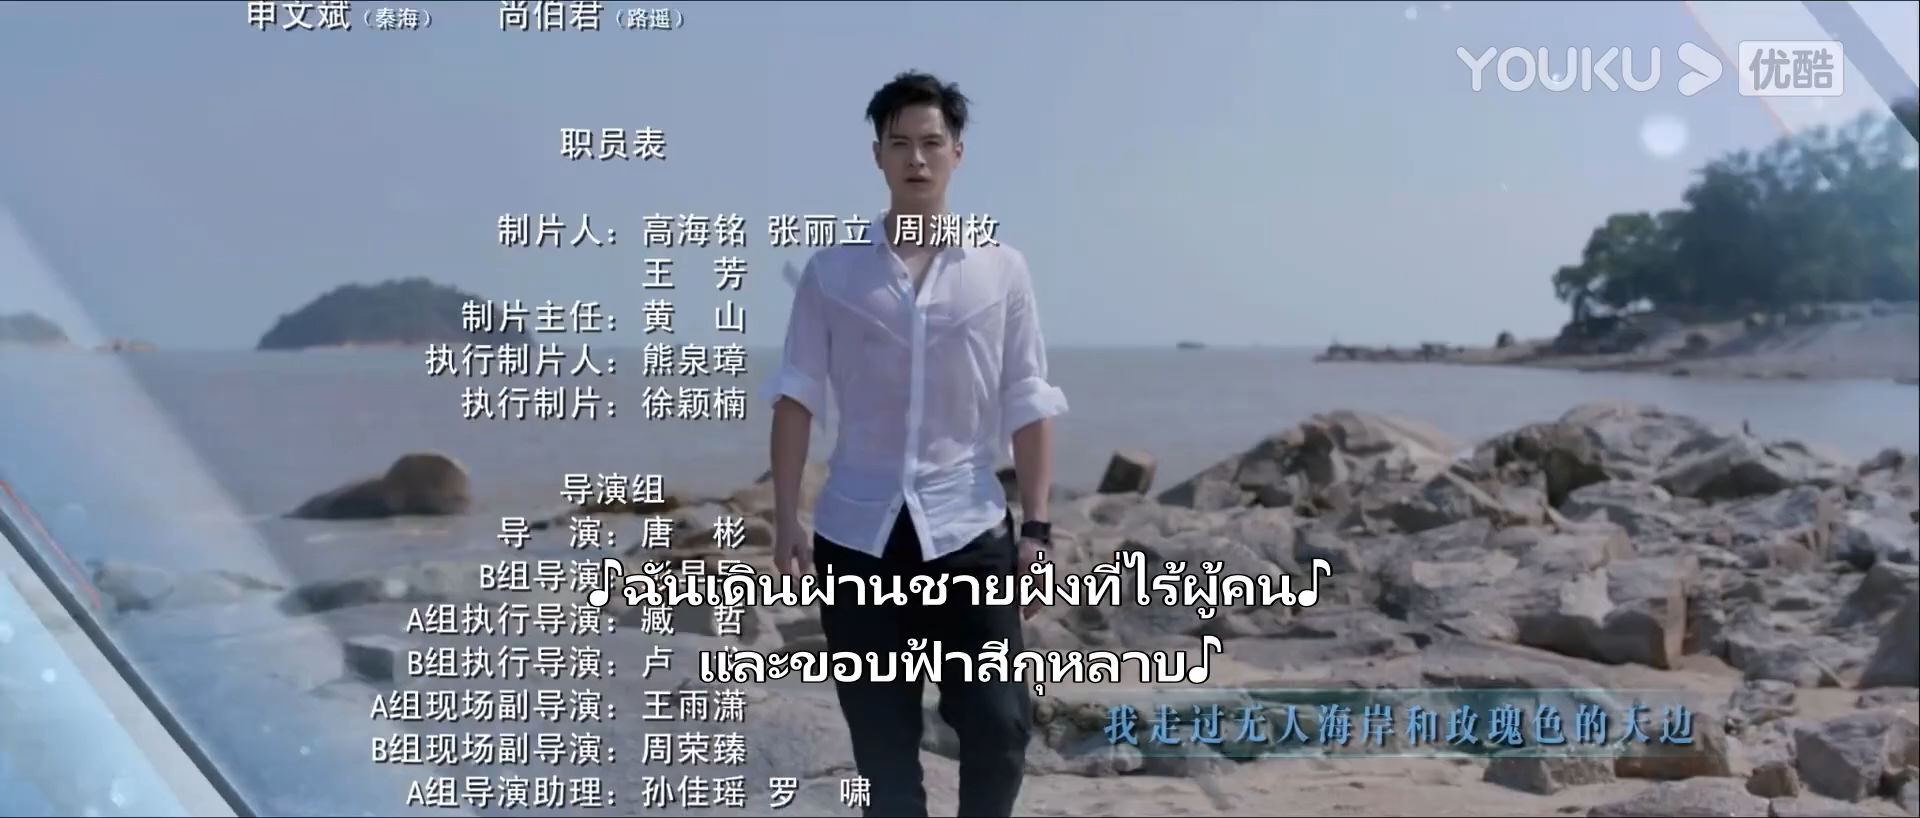 申文斌（秦海） 尚伯君（路遥）
YOUKU 优酷
职员表
制片人：高海铭 张丽立 周渊枚
王 芳
制片主任：黄 山
执行制片人：熊泉璋
执行制片：徐颖楠
导演组
导 演：唐 彬
B组导演
A组执行导演：臧 哲
B组执行导演：卢
A组现场副导演：王雨潇
B组现场副导演：周荣臻
A组导演助理：孙佳瑶 罗 啸
♪ฉันเดินผ่านชายฝั่งที่ไร้ผู้คน♪
และขอบฟ้าสีกุหลาบ♪
我走过无人海岸和玫瑰色的天边